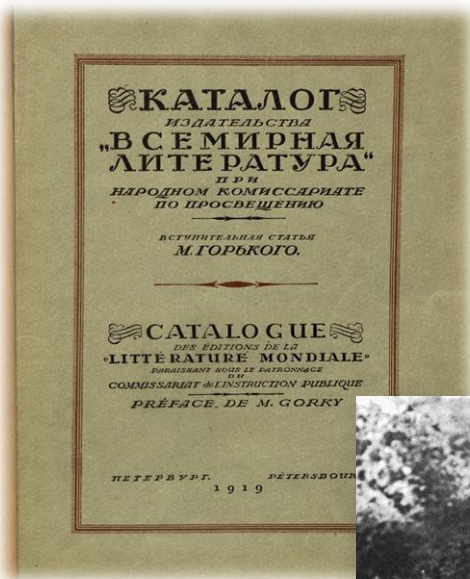 КАТАЛОГ
ИЗДАТЕЛЬСТВА
„ВСЕМИРНАЯ
ЛИТЕРАТУРА“
ПРИ
НАРОДНОМ КОМИССАРИАТЕ
ПО ПРОСВЕЩЕНИЮ
ВСТУПИТЕЛЬНАЯ СТАТЬЯ
М. ГОРЬКОГО.
CATALOGUE
DES ÉDITIONS DE LA
«LITTÉRATURE MONDIALE»
PARAISSANT SOUS LE PATRONNAGE
DU
COMMISSARIAT de L'INSTRUCTION PUBLIQUE
PRÉFACE DE M. GORKY
ПЕТЕРБУРГ. PÉTERSBOUR
1919